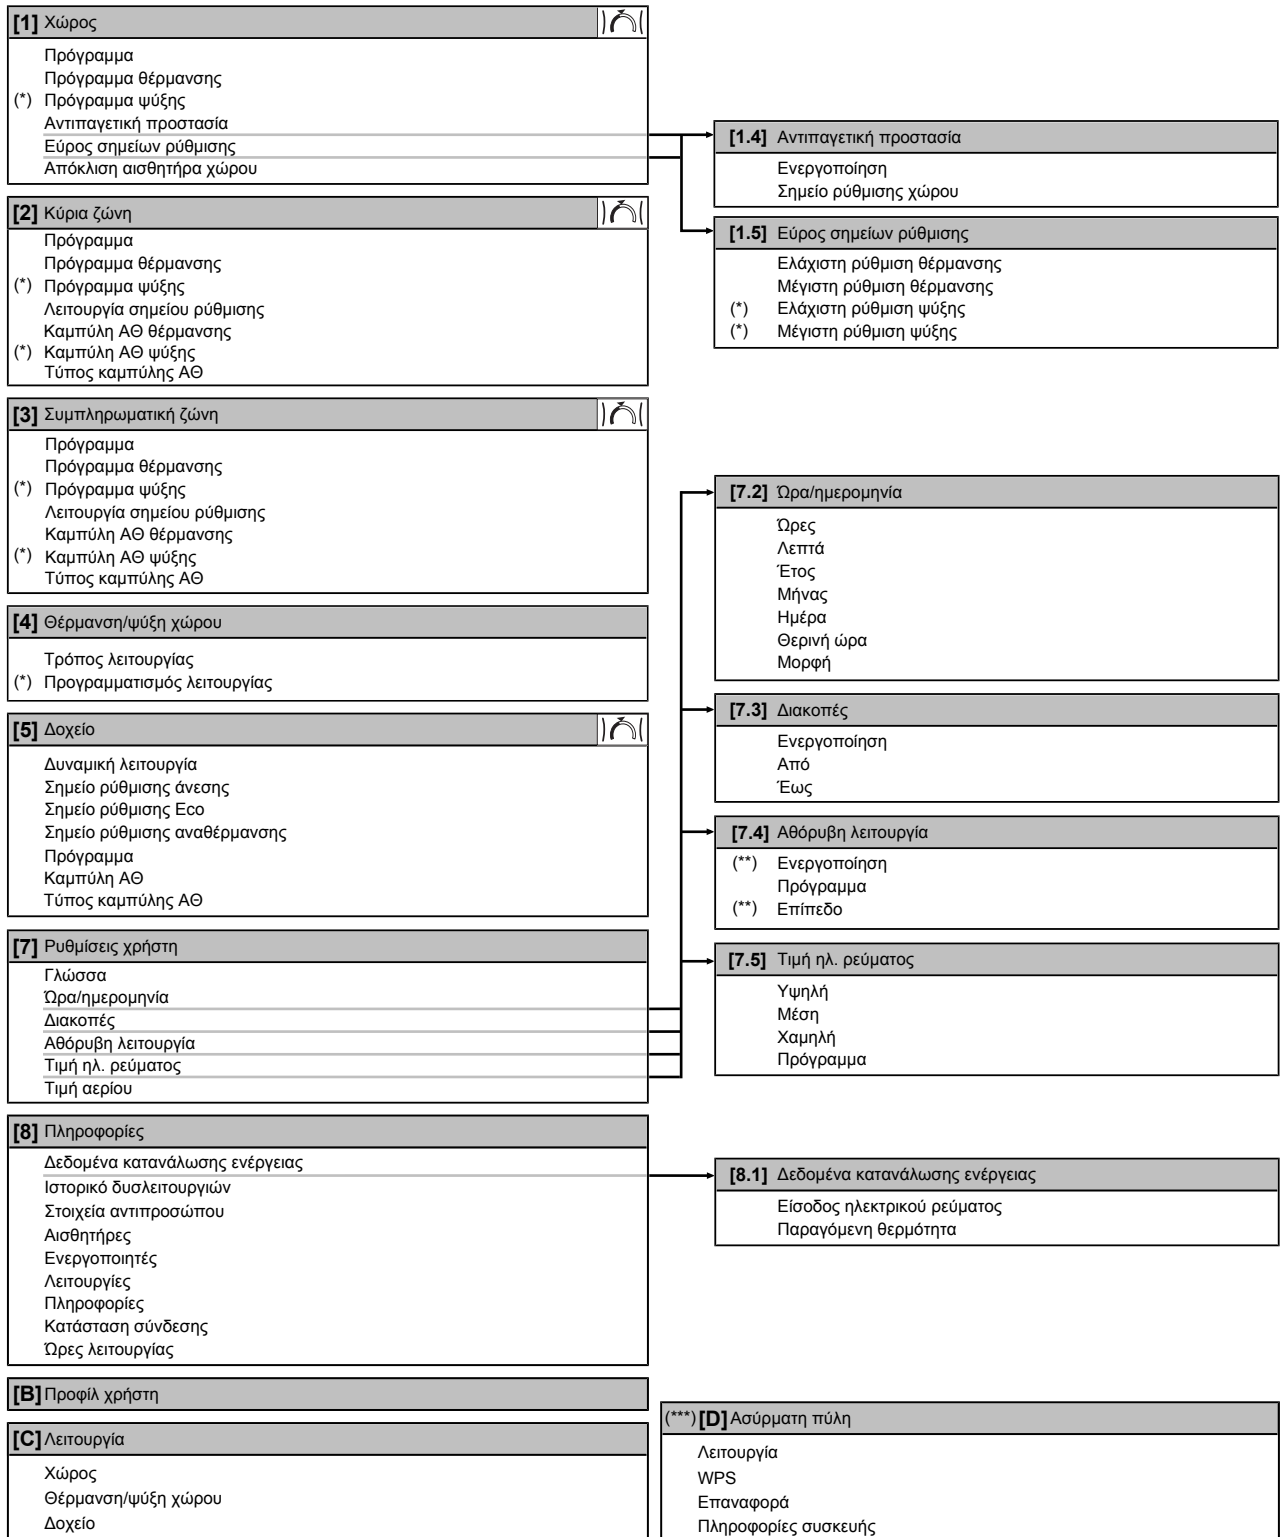 [1] Χώρος
Πρόγραμμα
Πρόγραμμα θέρμανσης
(*) Πρόγραμμα ψύξης
Αντιπαγετική προστασία
Εύρος σημείων ρύθμισης
Απόκλιση αισθητήρα χώρου
[1.4] Αντιπαγετική προστασία
Ενεργοποίηση
Σημείο ρύθμισης χώρου
[2] Κύρια ζώνη
Πρόγραμμα
Πρόγραμμα θέρμανσης
(*) Πρόγραμμα ψύξης
Λειτουργία σημείου ρύθμισης
Καμπύλη ΑΘ θέρμανσης
(*) Καμπύλη ΑΘ ψύξης
Τύπος καμπύλης ΑΘ
[1.5] Εύρος σημείων ρύθμισης
Ελάχιστη ρύθμιση θέρμανσης
Μέγιστη ρύθμιση θέρμανσης
(*) Ελάχιστη ρύθμιση ψύξης
(*) Μέγιστη ρύθμιση ψύξης
[3] Συμπληρωματική ζώνη
Πρόγραμμα
Πρόγραμμα θέρμανσης
(*) Πρόγραμμα ψύξης
Λειτουργία σημείου ρύθμισης
Καμπύλη ΑΘ θέρμανσης
(*) Καμπύλη ΑΘ ψύξης
Τύπος καμπύλης ΑΘ
[4] Θέρμανση/ψύξη χώρου
Τρόπος λειτουργίας
(*) Προγραμματισμός λειτουργίας
[5] Δοχείο
Δυναμική λειτουργία
Σημείο ρύθμισης άνεσης
Σημείο ρύθμισης Eco
Σημείο ρύθμισης αναθέρμανσης
Πρόγραμμα
Καμπύλη ΑΘ
Τύπος καμπύλης ΑΘ
[7] Ρυθμίσεις χρήστη
Γλώσσα
Ώρα/ημερομηνία
Διακοπές
Αθόρυβη λειτουργία
Τιμή ηλ. ρεύματος
Τιμή αερίου
[7.2] Ώρα/ημερομηνία
Ώρες
Λεπτά
Έτος
Μήνας
Ημέρα
Θερινή ώρα
Μορφή
[7.3] Διακοπές
Ενεργοποίηση
Από
Έως
[7.4] Αθόρυβη λειτουργία
(**) Ενεργοποίηση
Πρόγραμμα
(**) Επίπεδο
[7.5] Τιμή ηλ. ρεύματος
Υψηλή
Μέση
Χαμηλή
Πρόγραμμα
[8] Πληροφορίες
Δεδομένα κατανάλωσης ενέργειας
Ιστορικό δυσλειτουργιών
Στοιχεία αντιπροσώπου
Αισθητήρες
Ενεργοποιητές
Λειτουργίες
Πληροφορίες
Κατάσταση σύνδεσης
Ώρες λειτουργίας
[8.1] Δεδομένα κατανάλωσης ενέργειας
Είσοδος ηλεκτρικού ρεύματος
Παραγόμενη θερμότητα
[B] Προφίλ χρήστη
[C] Λειτουργία
Χώρος
Θέρμανση/ψύξη χώρου
Δοχείο
(***) [D] Ασύρματη πύλη
Λειτουργία
WPS
Επαναφορά
Πληροφορίες συσκευής